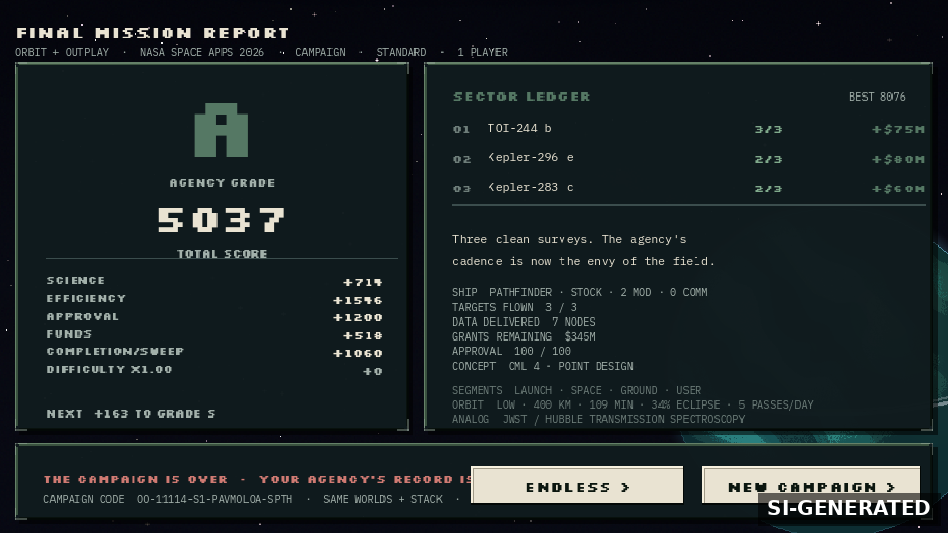 FINAL MISSION REPORT
ORBIT + OUTPLAY · NASA SPACE APPS 2026 · CAMPAIGN · STANDARD · 1 PLAYER
A
AGENCY GRADE
5037
TOTAL SCORE
SCIENCE +714
EFFICIENCY +1546
APPROVAL +1200
FUNDS +518
COMPLETION/SWEEP +1060
DIFFICULTY X1.00 +0
NEXT +163 TO GRADE S
SECTOR LEDGER BEST 8076
01 TOI-244 b 3/3 +$75M
02 Kepler-296 e 2/3 +$80M
03 Kepler-283 c 2/3 +$60M
Three clean surveys. The agency's
cadence is now the envy of the field.
SHIP PATHFINDER · STOCK · 2 MOD · 0 COMM
TARGETS FLOWN 3 / 3
DATA DELIVERED 7 NODES
GRANTS REMAINING $345M
APPROVAL 100 / 100
CONCEPT CML 4 - POINT DESIGN
SEGMENTS LAUNCH · SPACE · GROUND · USER
ORBIT LOW · 400 KM · 109 MIN · 34% ECLIPSE · 5 PASSES/DAY
ANALOG JWST / HUBBLE TRANSMISSION SPECTROSCOPY
THE CAMPAIGN IS OVER - YOUR AGENCY'S RECORD IS
CAMPAIGN CODE OO-11114-S1-PAVMOLQA-SPTH · SAME WORLDS + STACK ·
ENDLESS >
NEW CAMPAIGN >
SI-GENERATED